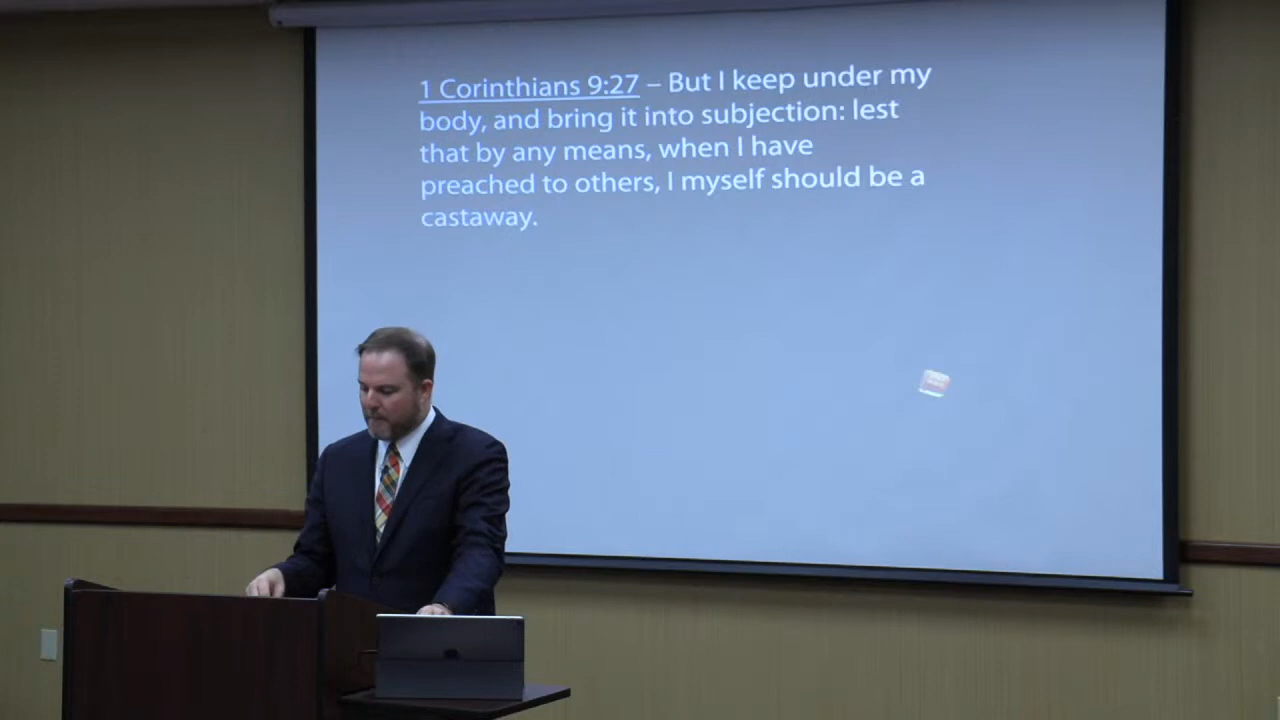 1 Corinthians 9:27 – But I keep under my
body, and bring it into subjection: lest
that by any means, when I have
preached to others, I myself should be a
castaway.